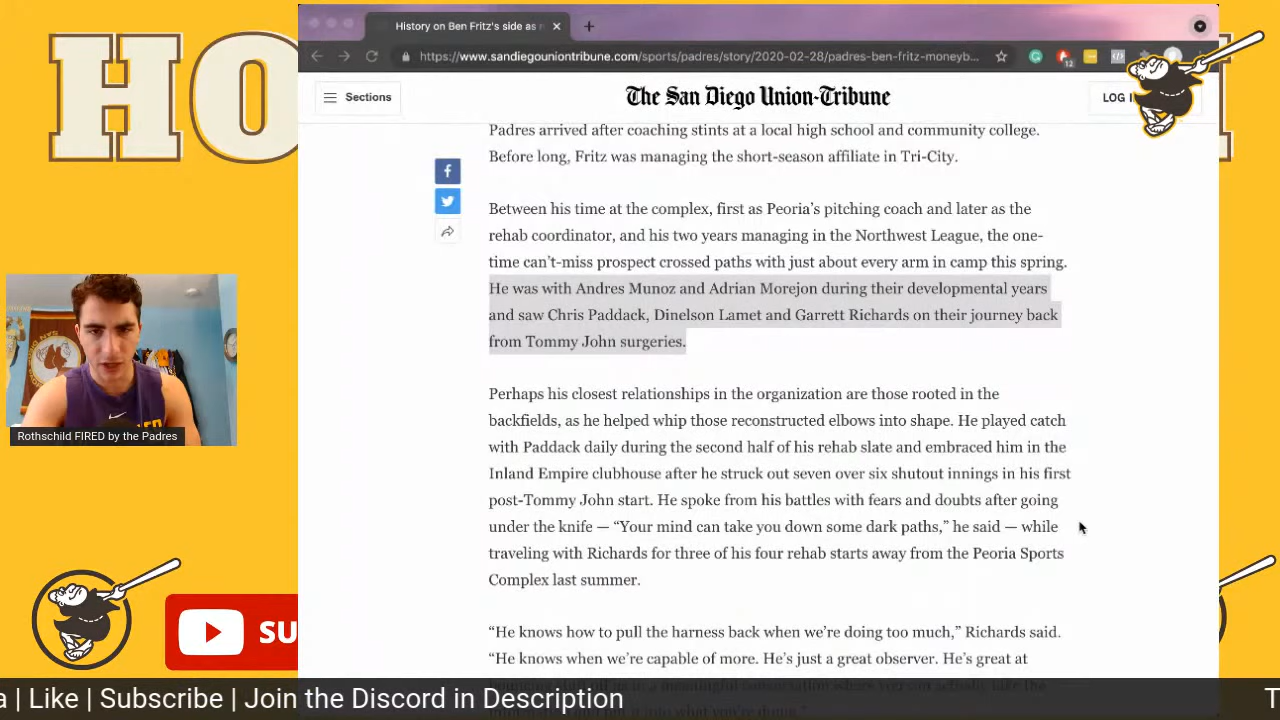 HO
History on Ben Fritz's side as
https://www.sandiegouniontribune.com/sports/padres/story/2020-02-28/padres-ben-fritz-moneyb...
12
Sections
The San Diego Union-Tribune
LOG I
Padres arrived after coaching stints at a local high school and community college.
Before long, Fritz was managing the short-season affiliate in Tri-City.
Between his time at the complex, first as Peoria's pitching coach and later as the
rehab coordinator, and his two years managing in the Northwest League, the one-
time can't-miss prospect crossed paths with just about every arm in camp this spring.
He was with Andres Munoz and Adrian Morejon during their developmental years
and saw Chris Paddack, Dinelson Lamet and Garrett Richards on their journey back
from Tommy John surgeries.
Perhaps his closest relationships in the organization are those rooted in the
backfields, as he helped whip those reconstructed elbows into shape. He played catch
with Paddack daily during the second half of his rehab slate and embraced him in the
Inland Empire clubhouse after he struck out seven over six shutout innings in his first
post-Tommy John start. He spoke from his battles with fears and doubts after going
under the knife — “Your mind can take you down some dark paths,” he said — while
traveling with Richards for three of his four rehab starts away from the Peoria Sports
Complex last summer.
“He knows how to pull the harness back when we're doing too much,” Richards said.
“He knows when we're capable of more. He's just a great observer. He's great at
Rothschild FIRED by the Padres
SU
a | Like | Subscribe | Join the Discord in Description
T